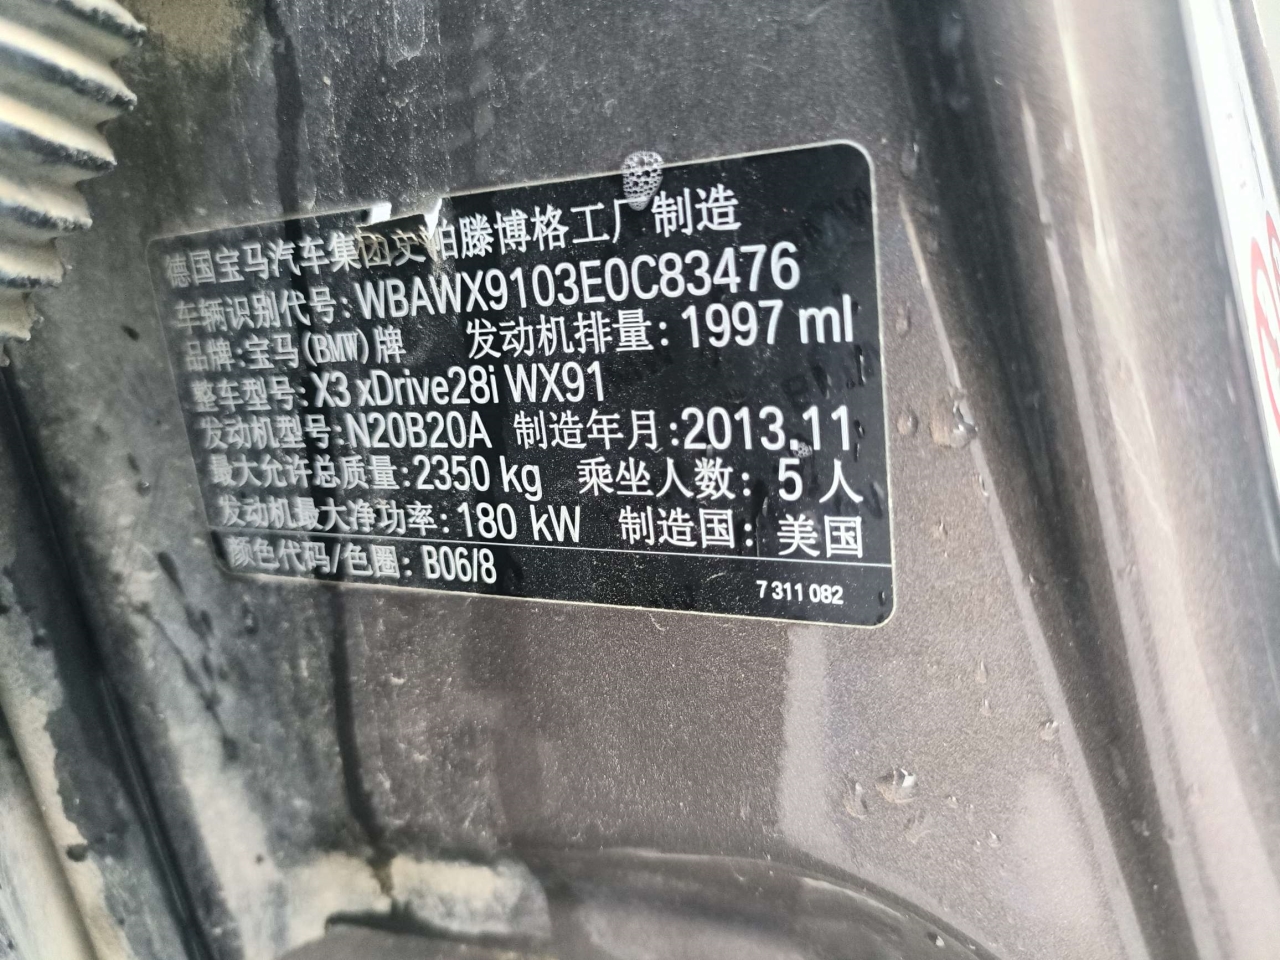 德国宝马汽车集团史帕滕博格工厂制造
车辆识别代号: WBAWX9103E0C83476
品牌:宝马(BMW)牌 发动机排量: 1997 ml
整车型号: X3 xDrive28i WX91
发动机型号: N20B20A 制造年月:2013.11
最大允许总质量: 2350 kg 乘坐人数: 5 人
发动机最大净功率: 180 kW 制造国: 美国
颜色代码/色圈: B06/8
7 311 082